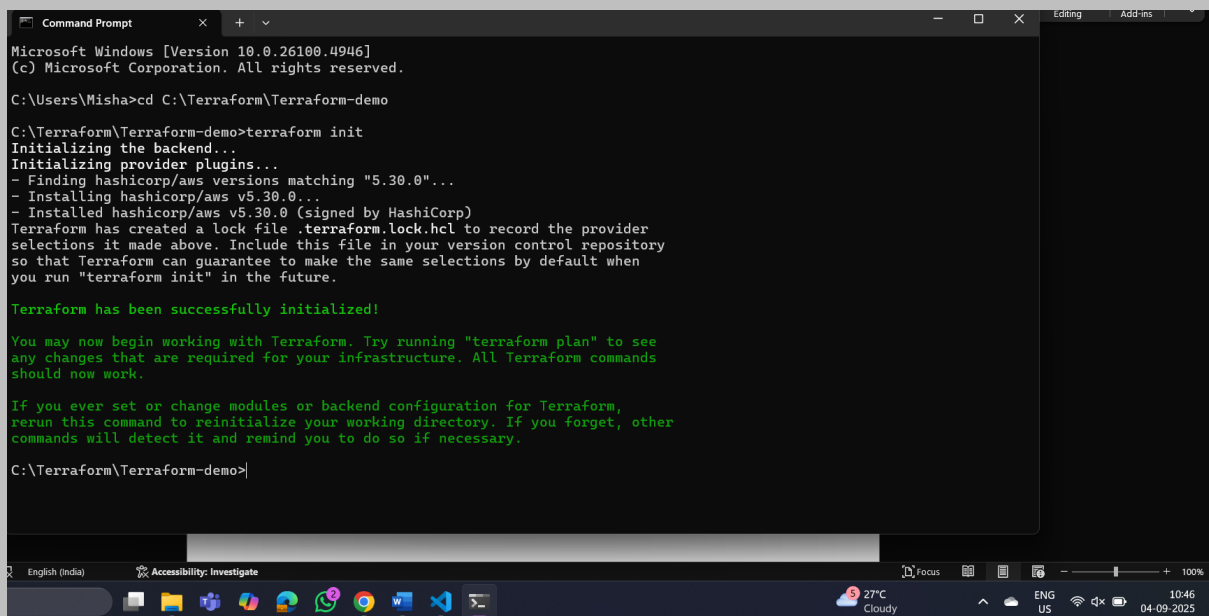 Command Prompt
Editing
Add-ins
Microsoft Windows [Version 10.0.26100.4946]
(c) Microsoft Corporation. All rights reserved.
C:\Users\Misha>cd C:\Terraform\Terraform-demo
C:\Terraform\Terraform-demo>terraform init
Initializing the backend...
Initializing provider plugins...
- Finding hashicorp/aws versions matching "5.30.0"...
- Installing hashicorp/aws v5.30.0...
- Installed hashicorp/aws v5.30.0 (signed by HashiCorp)
Terraform has created a lock file .terraform.lock.hcl to record the provider
selections it made above. Include this file in your version control repository
so that Terraform can guarantee to make the same selections by default when
you run "terraform init" in the future.
Terraform has been successfully initialized!
You may now begin working with Terraform. Try running "terraform plan" to see
any changes that are required for your infrastructure. All Terraform commands
should now work.
If you ever set or change modules or backend configuration for Terraform,
rerun this command to reinitialize your working directory. If you forget, other
commands will detect it and remind you to do so if necessary.
C:\Terraform\Terraform-demo>
English (India)
Accessibility: Investigate
Focus
100%
2
5
27°C
Cloudy
ENG
US
10:46
04-09-2025